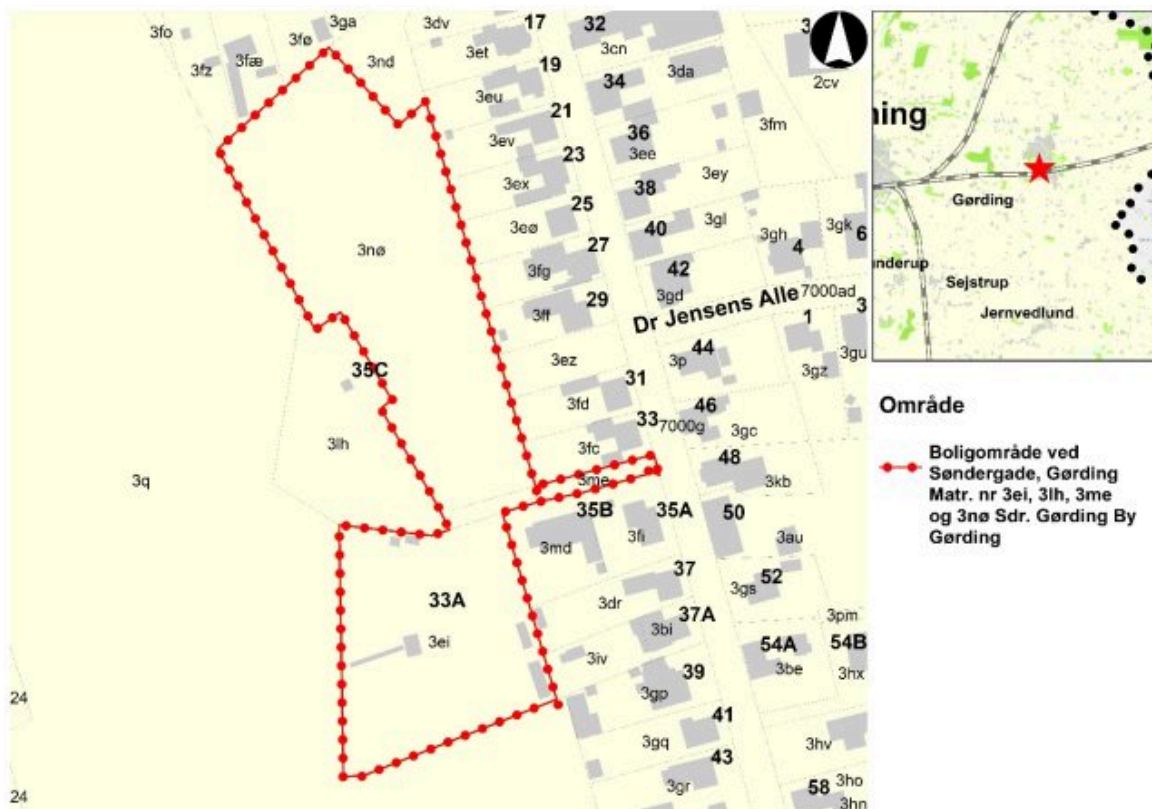 3fo
3ga
3dv
17
32
3fø
3et
3cn
3
3fz
3fæ
3nd
19
3da
2cv
34
3eu
21
3ev
36
3fm
23
3ee
3ex
38
3ey
25
40
3gl
3gk
6
3eø
3gh
4
3nø
27
3fg
42
29
3gd
7000ad
3ff
Dr Jensens Alle
1
3
44
3ez
3p
3gz
3gu
35C
31
3fd
46
33
7000g
3gc
3lh
3fc
48
3q
3me
3kb
35B
35A
50
3md
3fi
3au
37
52
33A
3dr
3gs
37A
3pm
3ei
3bi
54A
54B
3iv
3be
3hx
39
24
3gp
41
3gq
3hv
43
3gr
3ho
24
58
3hn
ning
Gørding
underup
Sejstrup
Jernvedlund
Område
Boligområde ved
Søndergade, Gørding
Matr. nr 3ei, 3lh, 3me
og 3nø Sdr. Gørding By
Gørding